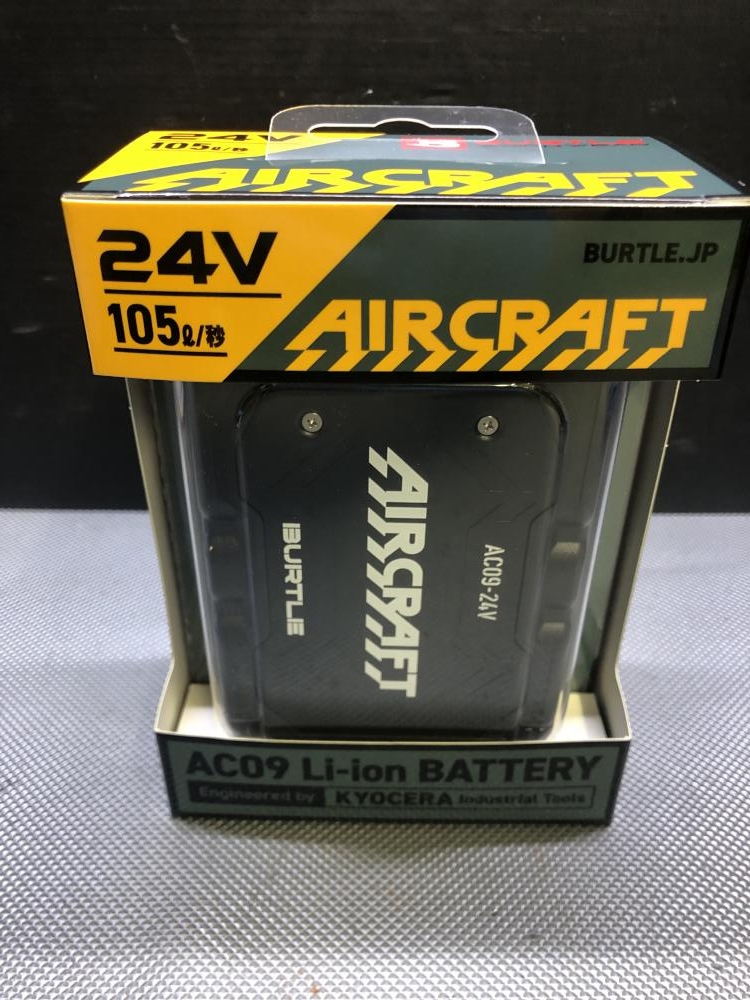 24V
105ℓ/秒
BURTLE
AIRCRAFT
24V
105ℓ/秒
BURTLE.JP
AIRCRAFT
AIRCRAFT
BURTLE
AC09-24V
AC09 Li-ion BATTERY
Engineered by KYOCERA Industrial Tools